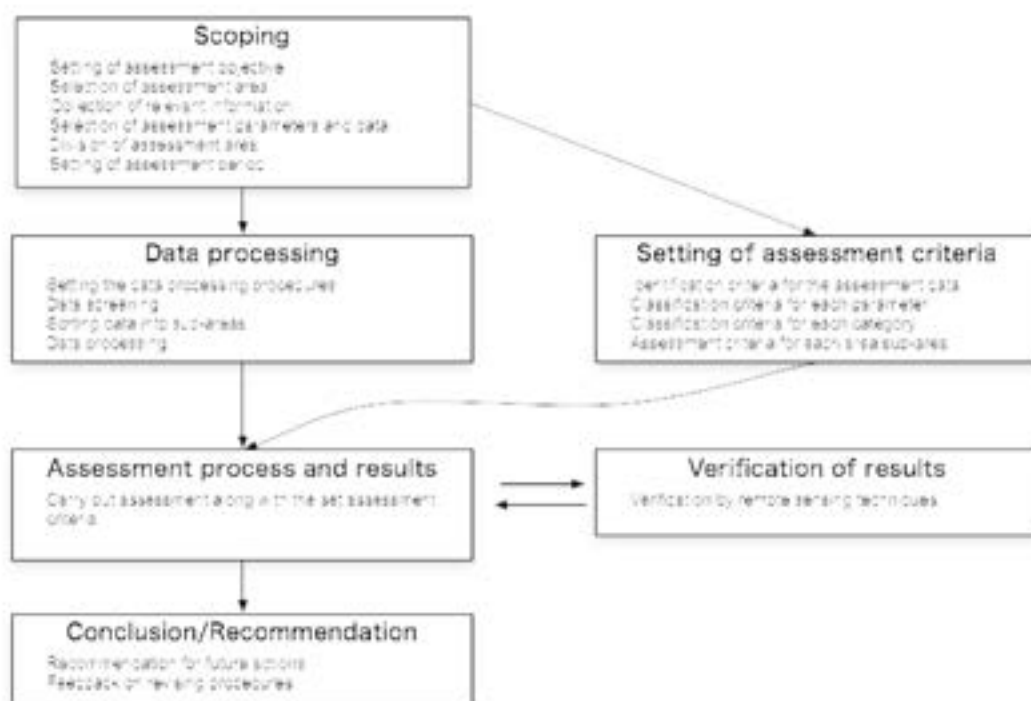 Scoping
Setting of assessment objective
Selection of assessment area
Collection of relevant information
Selection of assessment parameters and data
Division of assessment area
Setting of assessment period
Data processing
Setting the data processing procedures
Data screening
Sorting data into sub-areas
Data processing
Setting of assessment criteria
Identification criteria for the assessment data
Classification criteria for each parameter
Classification criteria for each category
Assessment criteria for each area sub-area
Assessment process and results
Carry out assessment along with the set assessment
criteria
Verification of results
Verification by remote sensing techniques
Conclusion/Recommendation
Recommendation for future actions
Feedback on revising procedures